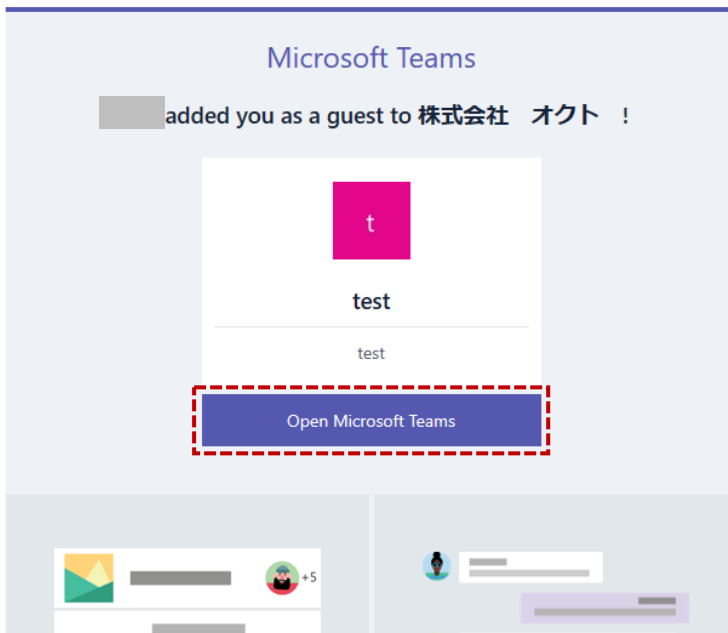 Microsoft Teams
added you as a guest to 株式会社　オクト　!
t
test
test
Open Microsoft Teams
+5